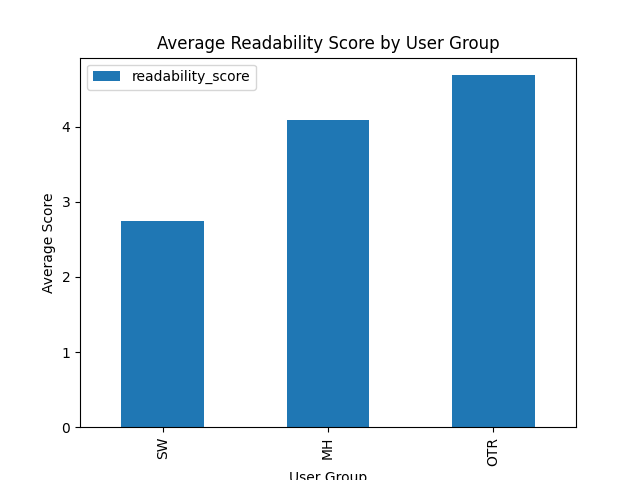 Average Readability Score by User Group
readability_score
Average Score
4
3
2
1
0
SW
MH
OTR
User Group